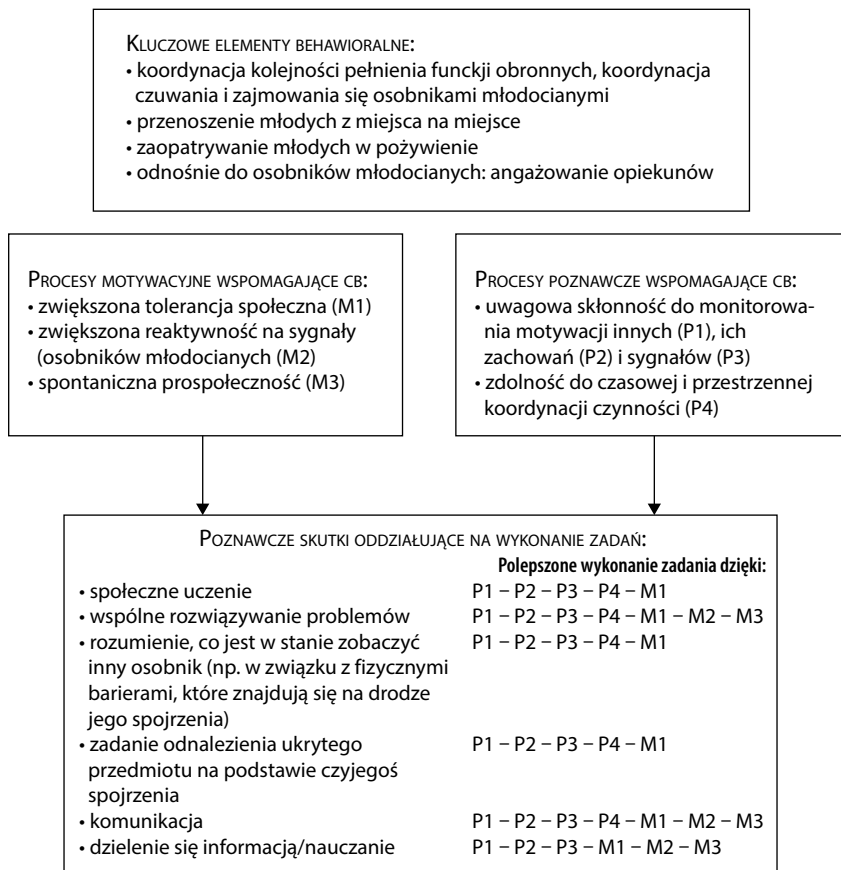 KLUCZOWE ELEMENTY BEHAWIORALNE:
• koordynacja kolejności pełnienia funckji obronnych, koordynacja
czuwania i zajmowania się osobnikami młodocianymi
• przenoszenie młodych z miejsca na miejsce
• zaopatrywanie młodych w pożywienie
• odnośnie do osobników młodocianych: angażowanie opiekunów
PROCESY MOTYWACYJNE WSPOMAGAJĄCE CB:
• zwiększona tolerancja społeczna (M1)
• zwiększona reaktywność na sygnały
(osobników młodocianych (M2)
• spontaniczna prospołeczność (M3)
PROCESY POZNAWCZE WSPOMAGAJĄCE CB:
• uwagowa skłonność do monitorowa-
nia motywacji innych (P1), ich
zachowań (P2) i sygnałów (P3)
• zdolność do czasowej i przestrzennej
koordynacji czynności (P4)
POZNAWCZE SKUTKI ODDZIAŁUJĄCE NA WYKONANIE ZADAŃ:
Polepszone wykonanie zadania dzięki:
• społeczne uczenie P1 – P2 – P3 – P4 – M1
• wspólne rozwiązywanie problemów P1 – P2 – P3 – P4 – M1 – M2 – M3
• rozumienie, co jest w stanie zobaczyć P1 – P2 – P3 – P4 – M1
inny osobnik (np. w związku z fizycznymi
barierami, które znajdują się na drodze
jego spojrzenia)
• zadanie odnalezienia ukrytego P1 – P2 – P3 – P4 – M1
przedmiotu na podstawie czyjegoś
spojrzenia
• komunikacja P1 – P2 – P3 – P4 – M1 – M2 – M3
• dzielenie się informacją/nauczanie P1 – P2 – P3 – M1 – M2 – M3